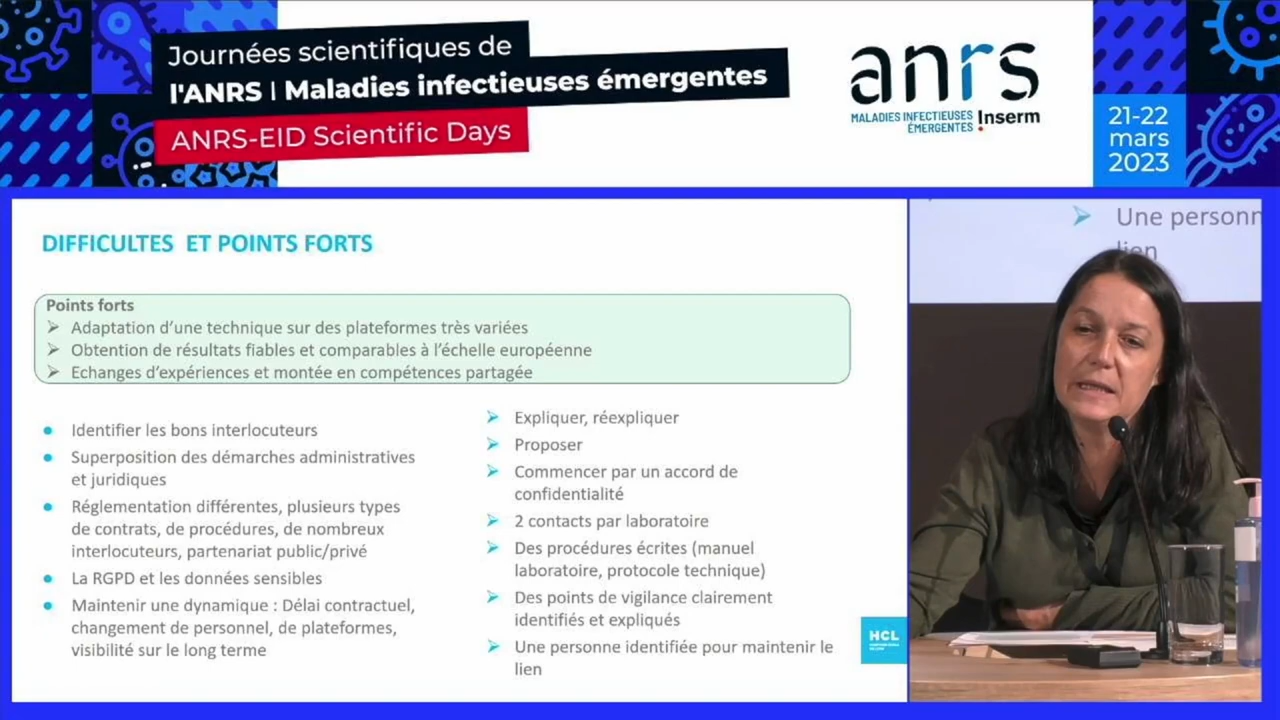 Journées scientifiques de
l'ANRS | Maladies infectieuses émergentes
ANRS-EID Scientific Days
anrs
MALADIES INFECTIEUSES
ÉMERGENTES
Inserm
21-22
mars
2023
DIFFICULTES ET POINTS FORTS
Points forts
Adaptation d'une technique sur des plateformes très variées
Obtention de résultats fiables et comparables à l'échelle européenne
Echanges d'expériences et montée en compétences partagée
Identifier les bons interlocuteurs
Superposition des démarches administratives
et juridiques
Réglementation différentes, plusieurs types
de contrats, de procédures, de nombreux
interlocuteurs, partenariat public/privé
La RGPD et les données sensibles
Maintenir une dynamique : Délai contractuel,
changement de personnel, de plateformes,
visibilité sur le long terme
Expliquer, réexpliquer
Proposer
Commencer par un accord de
confidentialité
2 contacts par laboratoire
Des procédures écrites (manuel
laboratoire, protocole technique)
Des points de vigilance clairement
identifiés et expliqués
Une personne identifiée pour maintenir le
lien
HCL
Une personn
lien